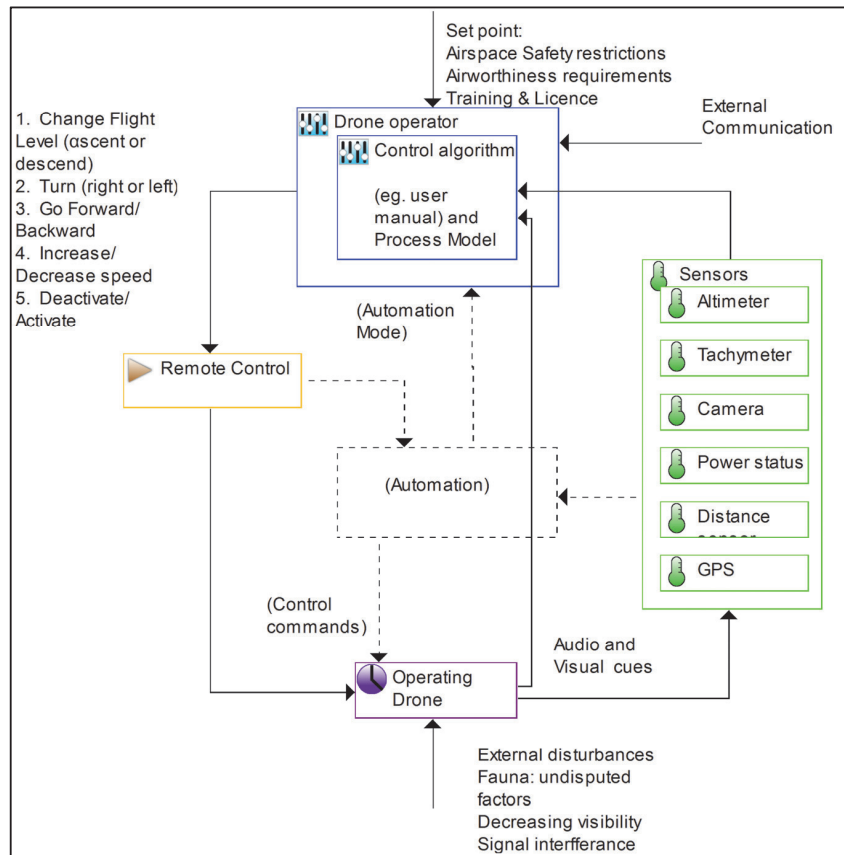 Set point:
Airspace Safety restrictions
Airworthiness requirements
Training & Licence
External
Communication
1. Change Flight
Level (αscent or
descend)
2. Turn (right or left)
3. Go Forward/
Backward
4. Increase/
Decrease speed
5. Deactivate/
Activate
Drone operator
Control algorithm
(eg. user
manual) and
Process Model
(Automation
Mode)
Remote Control
(Automation)
(Control
commands)
Sensors
Altimeter
Tachymeter
Camera
Power status
Distance
sensor
GPS
Operating
Drone
Audio and
Visual cues
External disturbances
Fauna: undisputed
factors
Decreasing visibility
Signal interfferance